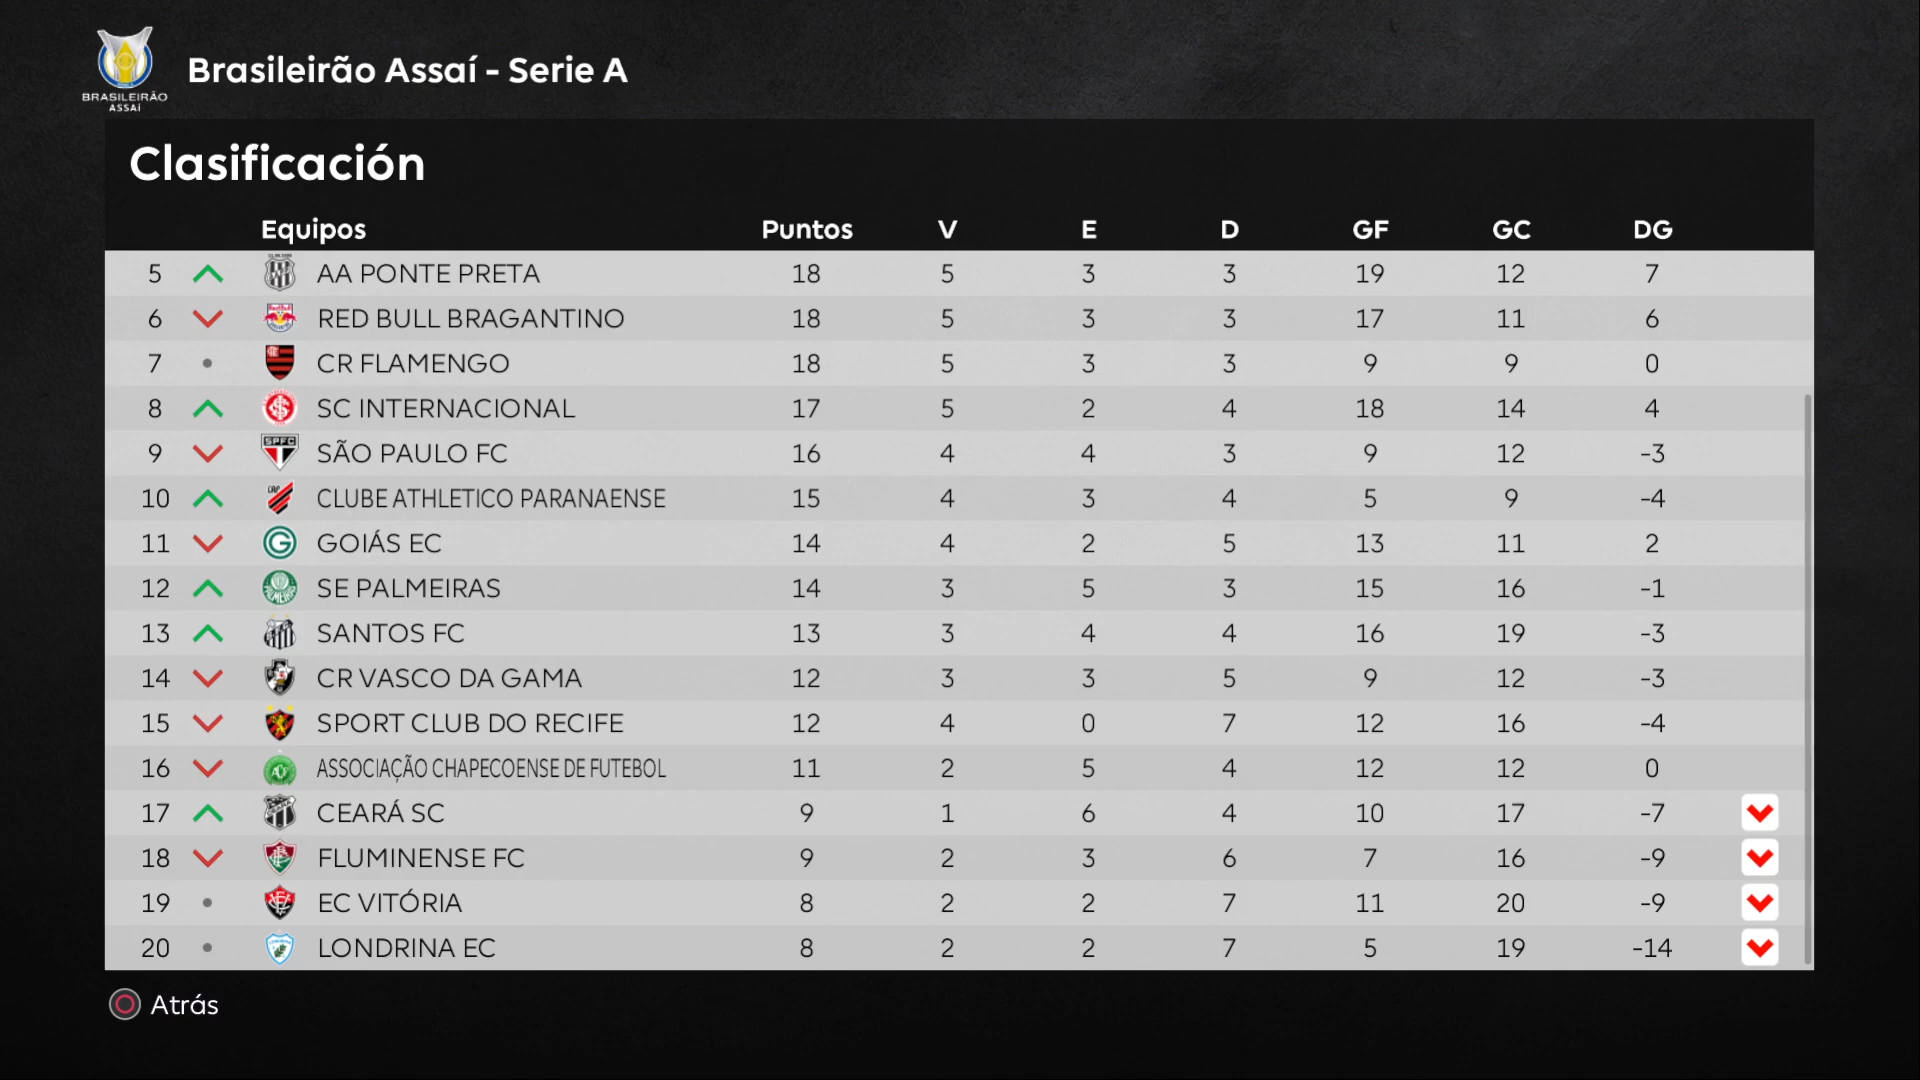 BRASILEIRÃO
ASSAÍ
Brasileirão Assaí - Serie A
Clasificación
Equipos Puntos V E D GF GC DG
5 AA PONTE PRETA 18 5 3 3 19 12 7
6 RED BULL BRAGANTINO 18 5 3 3 17 11 6
7 CR FLAMENGO 18 5 3 3 9 9 0
8 SC INTERNACIONAL 17 5 2 4 18 14 4
9 SPFC SÃO PAULO FC 16 4 4 3 9 12 -3
10 CAP CLUBE ATHLETICO PARANAENSE 15 4 3 4 5 9 -4
11 G GOIÁS EC 14 4 2 5 13 11 2
12 SE PALMEIRAS 14 3 5 3 15 16 -1
13 SANTOS FC 13 3 4 4 16 19 -3
14 CR VASCO DA GAMA 12 3 3 5 9 12 -3
15 SPORT CLUB DO RECIFE 12 4 0 7 12 16 -4
16 ASSOCIAÇÃO CHAPECOENSE DE FUTEBOL 11 2 5 4 12 12 0
17 CEARÁ SC 9 1 6 4 10 17 -7
18 FLUMINENSE FC 9 2 3 6 7 16 -9
19 EC VITÓRIA 8 2 2 7 11 20 -9
20 LONDRINA EC 8 2 2 7 5 19 -14
Atrás